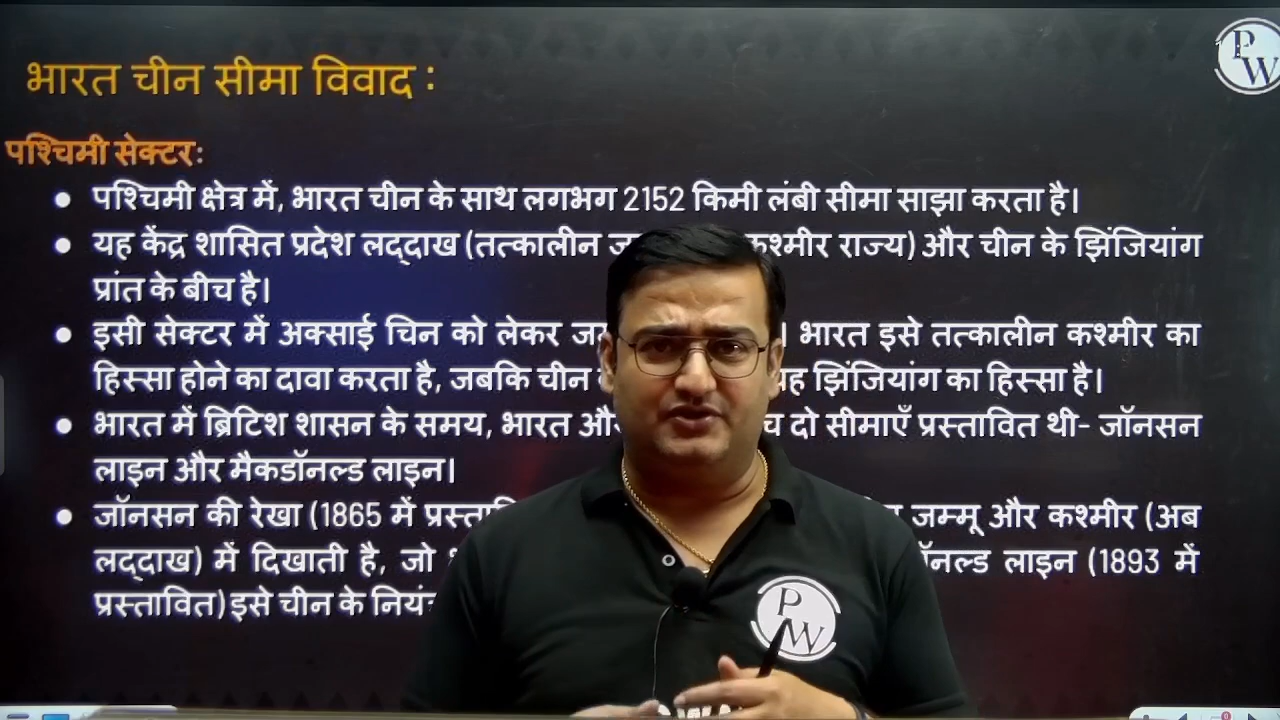 भारत चीन सीमा विवाद :
PW
पश्चिमी सेक्टर:
पश्चिमी क्षेत्र में, भारत चीन के साथ लगभग 2152 किमी लंबी सीमा साझा करता है।
यह केंद्र शासित प्रदेश लद्दाख (तत्कालीन कश्मीर राज्य) और चीन के झिंजियांग
प्रांत के बीच है।
इसी सेक्टर में अक्साई चिन को लेकर । भारत इसे तत्कालीन कश्मीर का
हिस्सा होने का दावा करता है, जबकि चीन यह झिंजियांग का हिस्सा है।
भारत में ब्रिटिश शासन के समय, भारत दो सीमाएँ प्रस्तावित थी- जॉनसन
लाइन और मैकडॉनल्ड लाइन।
जॉनसन की रेखा (1865 में जम्मू और कश्मीर (अब
लद्दाख) में दिखाती है, जो लाइन (1893 में
प्रस्तावित) इसे चीन के
PW